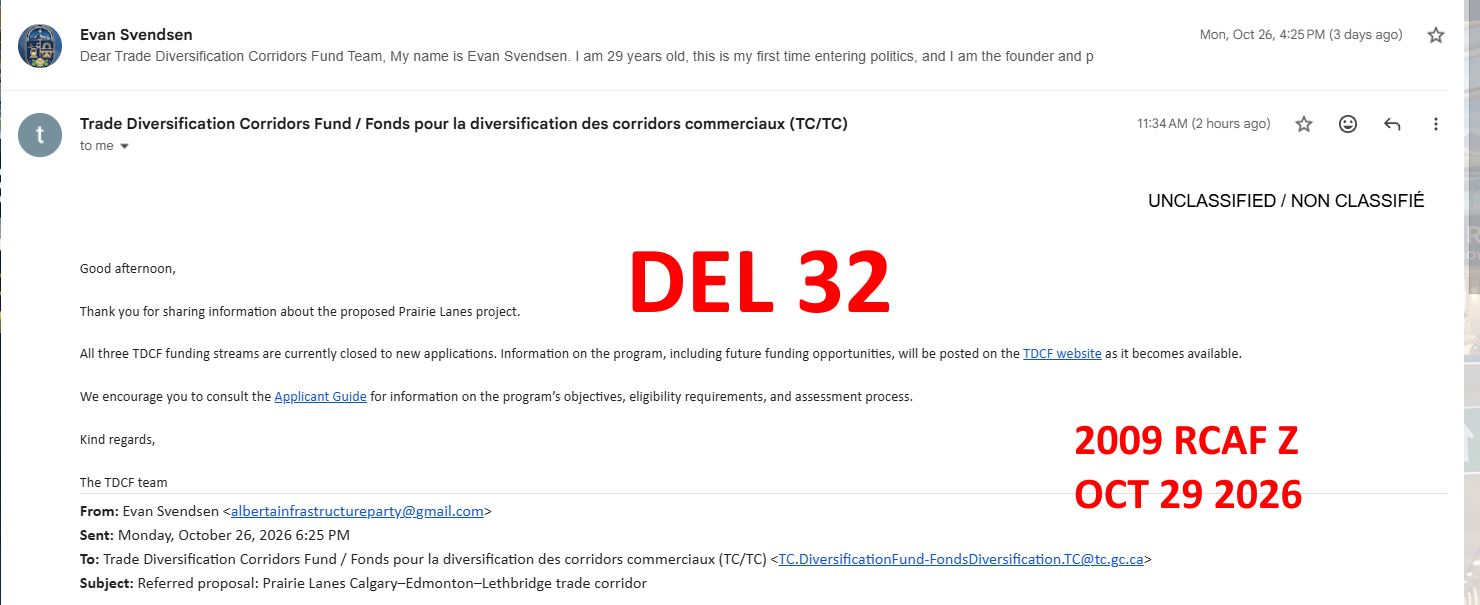 Evan Svendsen
Mon, Oct 26, 4:25 PM (3 days ago)
Dear Trade Diversification Corridors Fund Team, My name is Evan Svendsen. I am 29 years old, this is my first time entering politics, and I am the founder and p
t
Trade Diversification Corridors Fund / Fonds pour la diversification des corridors commerciaux (TC/TC)
11:34 AM (2 hours ago)
to me
UNCLASSIFIED / NON CLASSIFIÉ
Good afternoon,
DEL 32
Thank you for sharing information about the proposed Prairie Lanes project.
All three TDCF funding streams are currently closed to new applications. Information on the program, including future funding opportunities, will be posted on the TDCF website as it becomes available.
We encourage you to consult the Applicant Guide for information on the program's objectives, eligibility requirements, and assessment process.
Kind regards,
2009 RCAF Z
The TDCF team
OCT 29 2026
From: Evan Svendsen <albertainfrastructureparty@gmail.com>
Sent: Monday, October 26, 2026 6:25 PM
To: Trade Diversification Corridors Fund / Fonds pour la diversification des corridors commerciaux (TC/TC) <TC.DiversificationFund-FondsDiversification.TC@tc.gc.ca>
Subject: Referred proposal: Prairie Lanes Calgary–Edmonton–Lethbridge trade corridor